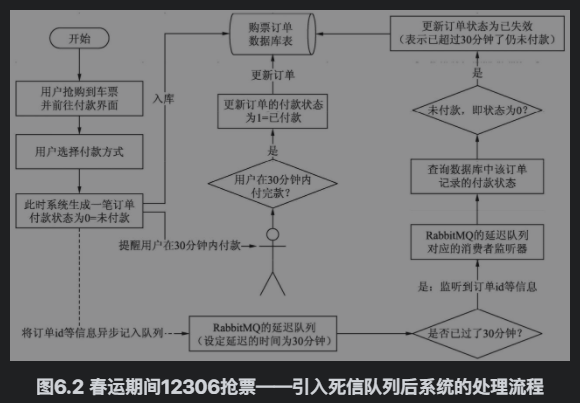 开始
用户抢购到车票
并前往付款界面
用户选择付款方式
此时系统生成一笔订单
付款状态为0=未付款
入库
购票订单
数据库表
更新订单
更新订单的付款状态
为1=已付款
是
用户在30分钟内
付完款?
提醒用户在30分钟内付款
更新订单状态为已失效
(表示已超过30分钟了仍未付款)
是
未付款,即状态为0?
查询数据库中该订单
记录的付款状态
RabbitMQ的延迟队列
对应的消费者监听器
是:监听到订单id等信息
是否已过了30分钟?
将订单id等信息异步记入队列
RabbitMQ的延迟队列
(设定延迟的时间为30分钟)
图6.2 春运期间12306抢票——引入死信队列后系统的处理流程